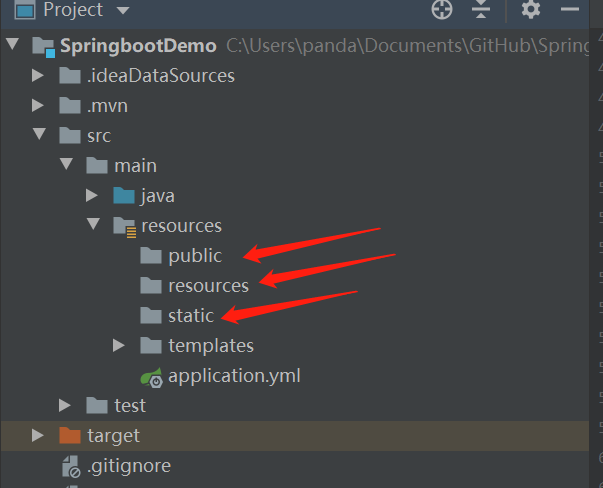 Project
SpringbootDemo C:\Users\panda\Documents\GitHub\Spring
.ideaDataSources
.mvn
src
main
java
resources
public
resources
static
templates
application.yml
test
target
.gitignore